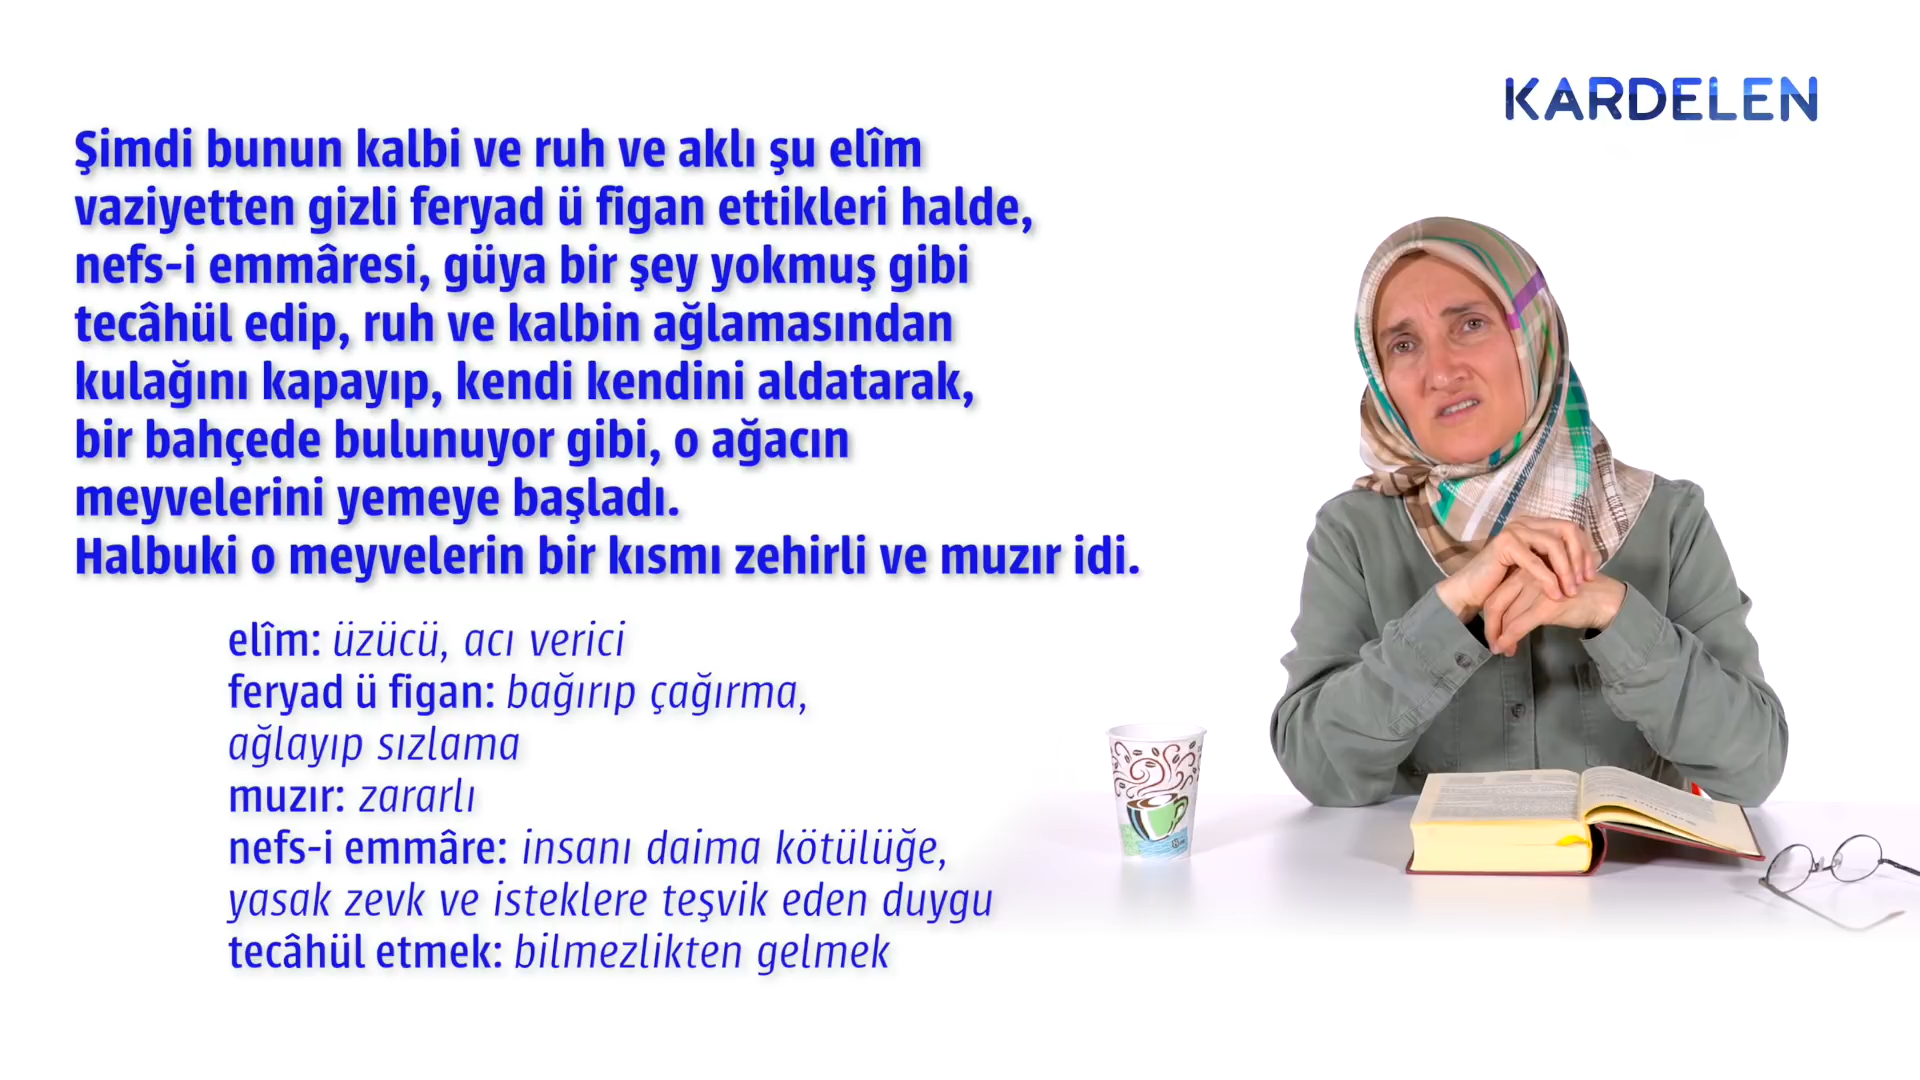 KARDELEN
Şimdi bunun kalbi ve ruh ve aklı şu elîm
vaziyetten gizli feryad ü figan ettikleri halde,
nefs-i emmâresi, güya bir şey yokmuş gibi
tecâhül edip, ruh ve kalbin ağlamasından
kulağını kapayıp, kendi kendini aldatarak,
bir bahçede bulunuyor gibi, o ağacın
meyvelerini yemeye başladı.
Halbuki o meyvelerin bir kısmı zehirli ve muzır idi.
elîm: üzücü, acı verici
feryad ü figan: bağırıp çağırma,
ağlayıp sızlama
muzır: zararlı
nefs-i emmâre: insanı daima kötülüğe,
yasak zevk ve isteklere teşvik eden duygu
tecâhül etmek: bilmezlikten gelmek